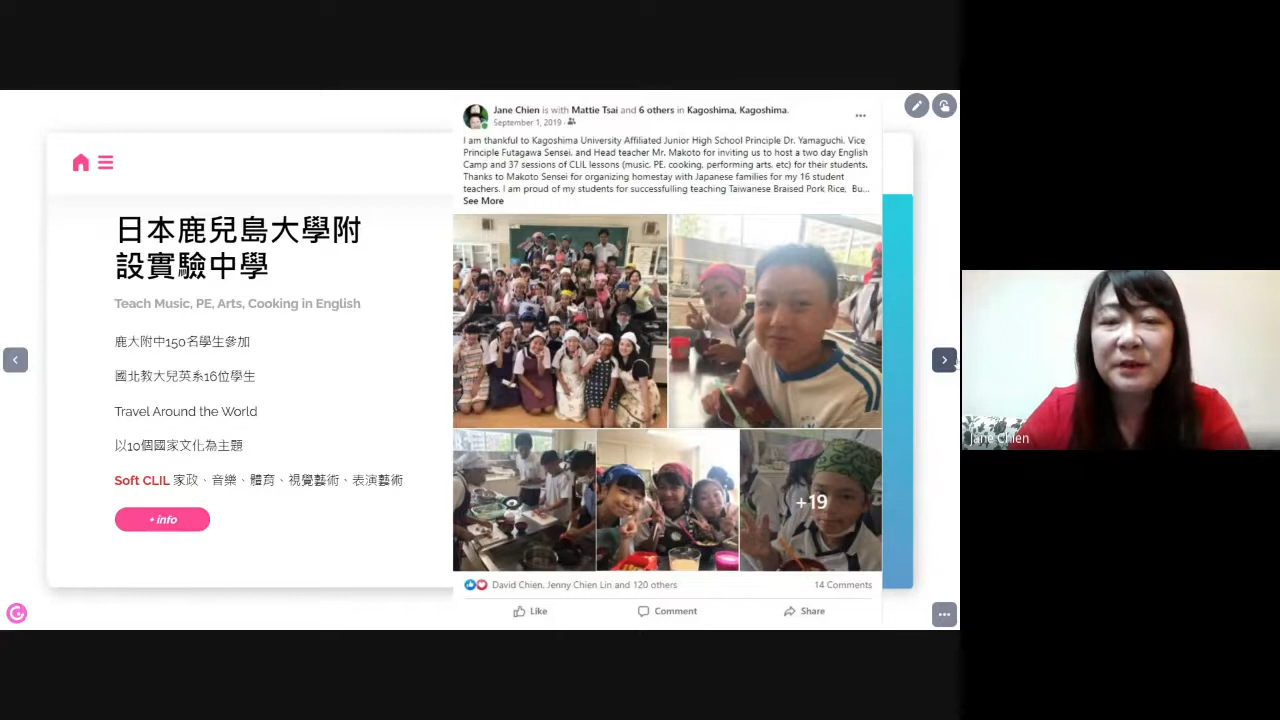 日本鹿兒島大學附
設實驗中學
Teach Music, PE, Arts, Cooking in English
鹿大附中150名學生參加
國北教大兒英系16位學生
Travel Around the World
以10個國家文化為主題
Soft CLIL 家政、音樂、體育、視覺藝術、表演藝術
+ info
Jane Chien is with Mattie Tsai and 6 others in Kagoshima, Kagoshima.
September 1, 2019 ·
I am thankful to Kagoshima University Affiliated Junior High School Principle Dr. Yamaguchi, Vice
Principle Futagawa Sensei, and Head teacher Mr. Makoto for inviting us to host a two day English
Camp and 37 sessions of CLIL lessons (music, PE, cooking, performing arts, etc) for their students.
Thanks to Makoto Sensei for organizing homestay with Japanese families for my 16 student
teachers. I am proud of my students for successfulling teaching Taiwanese Braised Pork Rice, Bu...
See More
+19
David Chien, Jenny Chien Lin and 120 others
14 Comments
Like
Comment
Share
Jane Chien